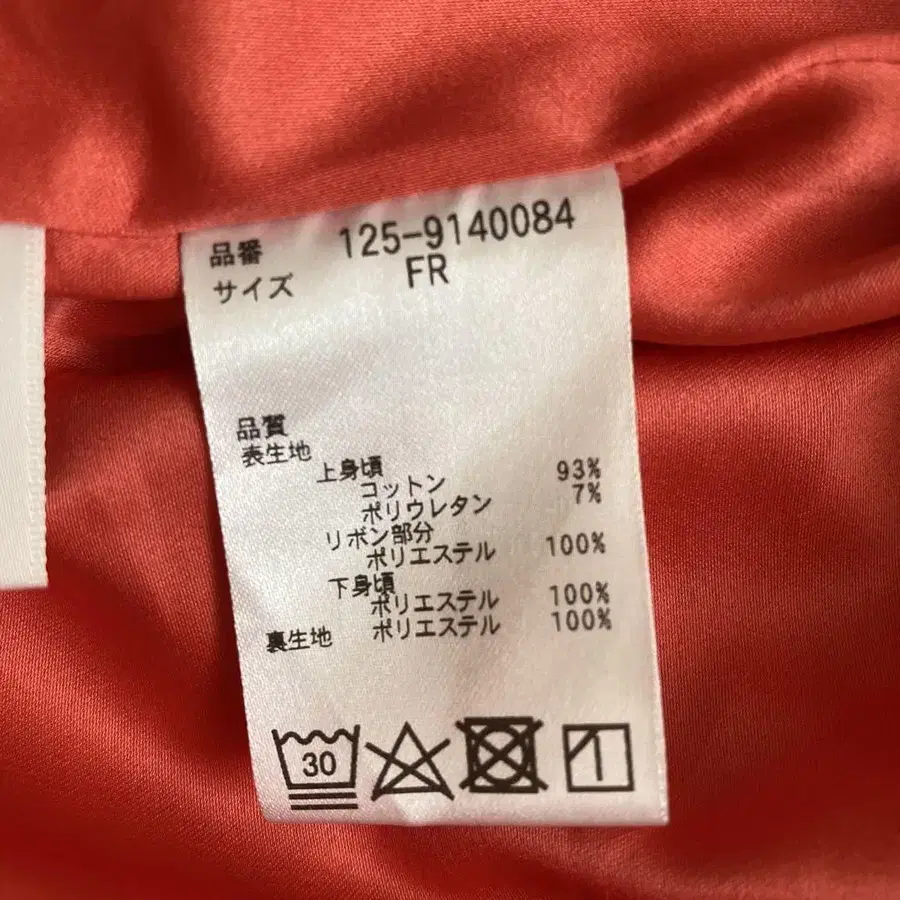 品番 125-9140084
サイズ FR
品質
表生地
上身頃
コットン 93%
ポリウレタン 7%
リボン部分
ポリエステル 100%
下身頃
ポリエステル 100%
裏生地 ポリエステル 100%
30